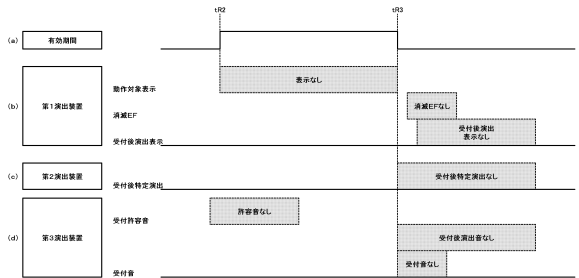 tR2
tR3
(a)
有効期間
(b)
第1演出装置
動作対象表示
表示なし
消滅EF
消滅EFなし
受付後演出表示
受付後演出
表示なし
(c)
第2演出装置
受付後特定演出
受付後特定演出なし
(d)
第3演出装置
受付許容音
許容音なし
受付後演出音なし
受付音
受付音なし